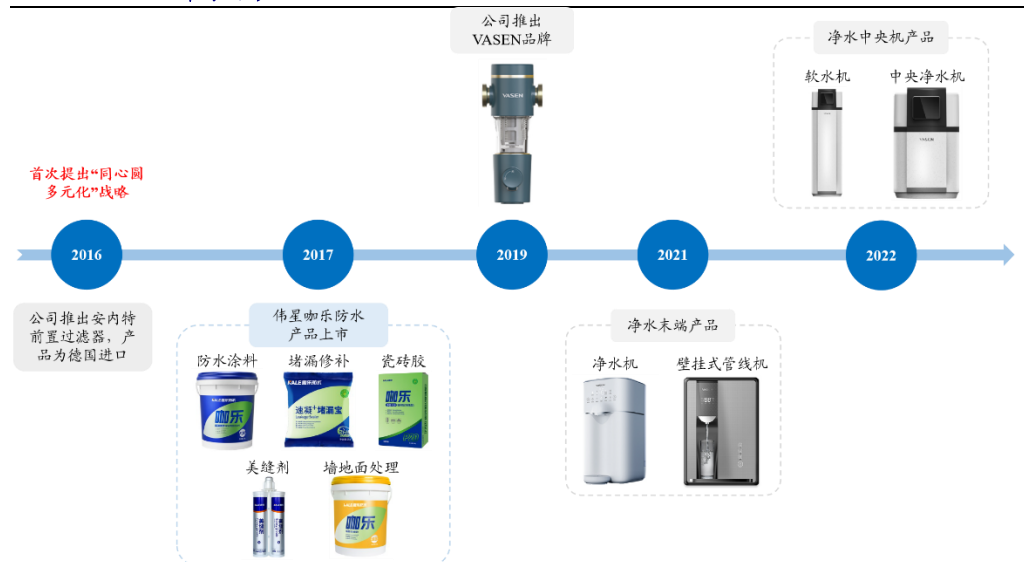 公司推出
VASEN品牌
VASEN
净水中央机产品
软水机
中央净水机
VASEN
首次提出“同心圆
多元化”战略
2016
2017
2019
2021
2022
公司推出安内特
前置过滤器，产
品为德国进口
伟星咖乐防水
产品上市
防水涂料
堵漏修补
瓷砖胶
咖乐
KALE
速凝+堵漏宝
咖乐
美缝剂
墙地面处理
美缝剂
咖乐
净水末端产品
净水机
壁挂式管线机